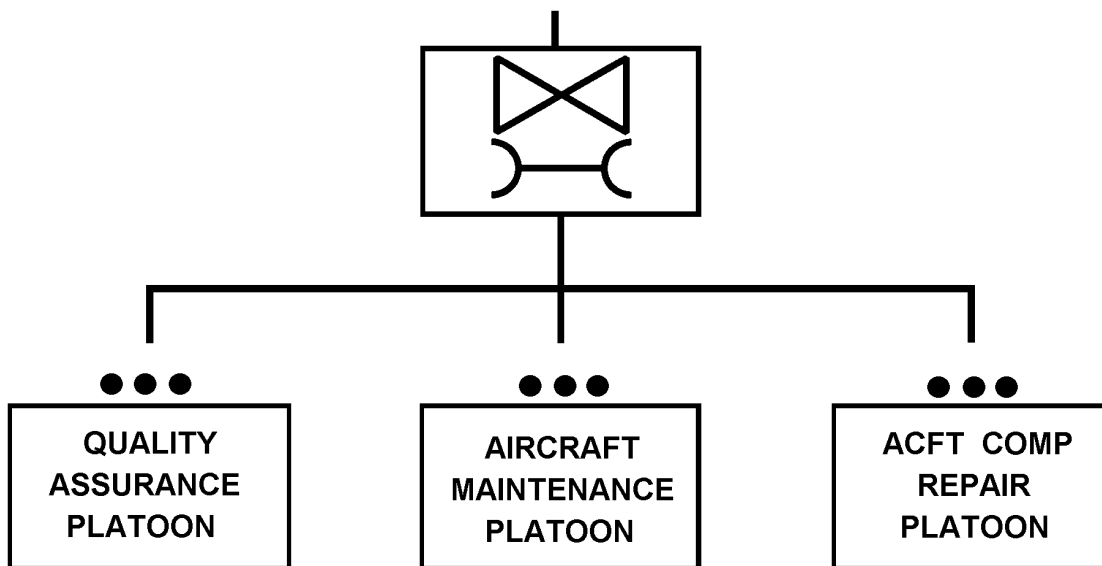 QUALITY
ASSURANCE
PLATOON
AIRCRAFT
MAINTENANCE
PLATOON
ACFT COMP
REPAIR
PLATOON